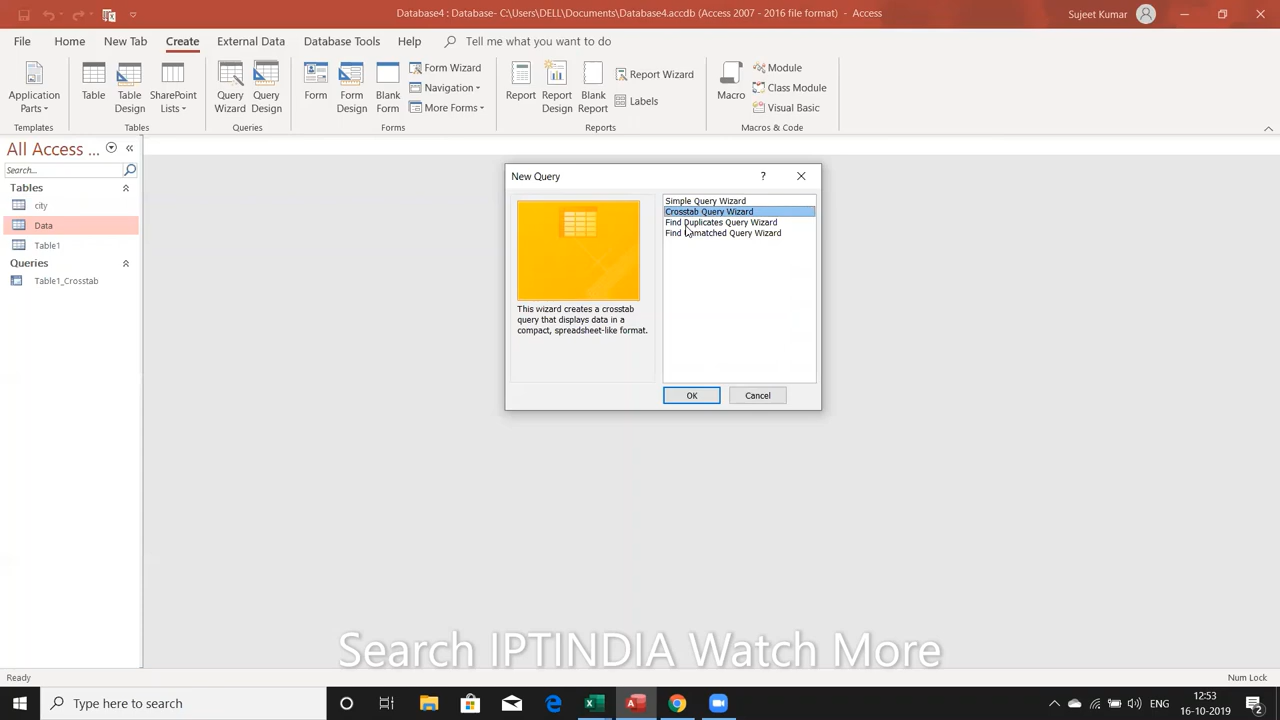 Database4 : Database- C:\Users\DELL\Documents\Database4.accdb (Access 2007 - 2016 file format) - Access
Sujeet Kumar
File Home New Tab Create External Data Database Tools Help Tell me what you want to do
Application Parts
Templates
Table
Table Design
SharePoint Lists
Tables
Query Wizard
Query Design
Queries
Form
Form Design
Blank Form
Form Wizard
Navigation
More Forms
Forms
Report
Report Design
Blank Report
Report Wizard
Labels
Reports
Macro
Module
Class Module
Visual Basic
Macros & Code
All Access ...
Search...
Tables
city
Data
Table1
Queries
Table1_Crosstab
New Query
?
Simple Query Wizard
Crosstab Query Wizard
Find Duplicates Query Wizard
Find Unmatched Query Wizard
This wizard creates a crosstab
query that displays data in a
compact, spreadsheet-like format.
OK
Cancel
Search IPTINDIA Watch More
Ready
Num Lock
Type here to search
ENG
12:53
16-10-2019
2